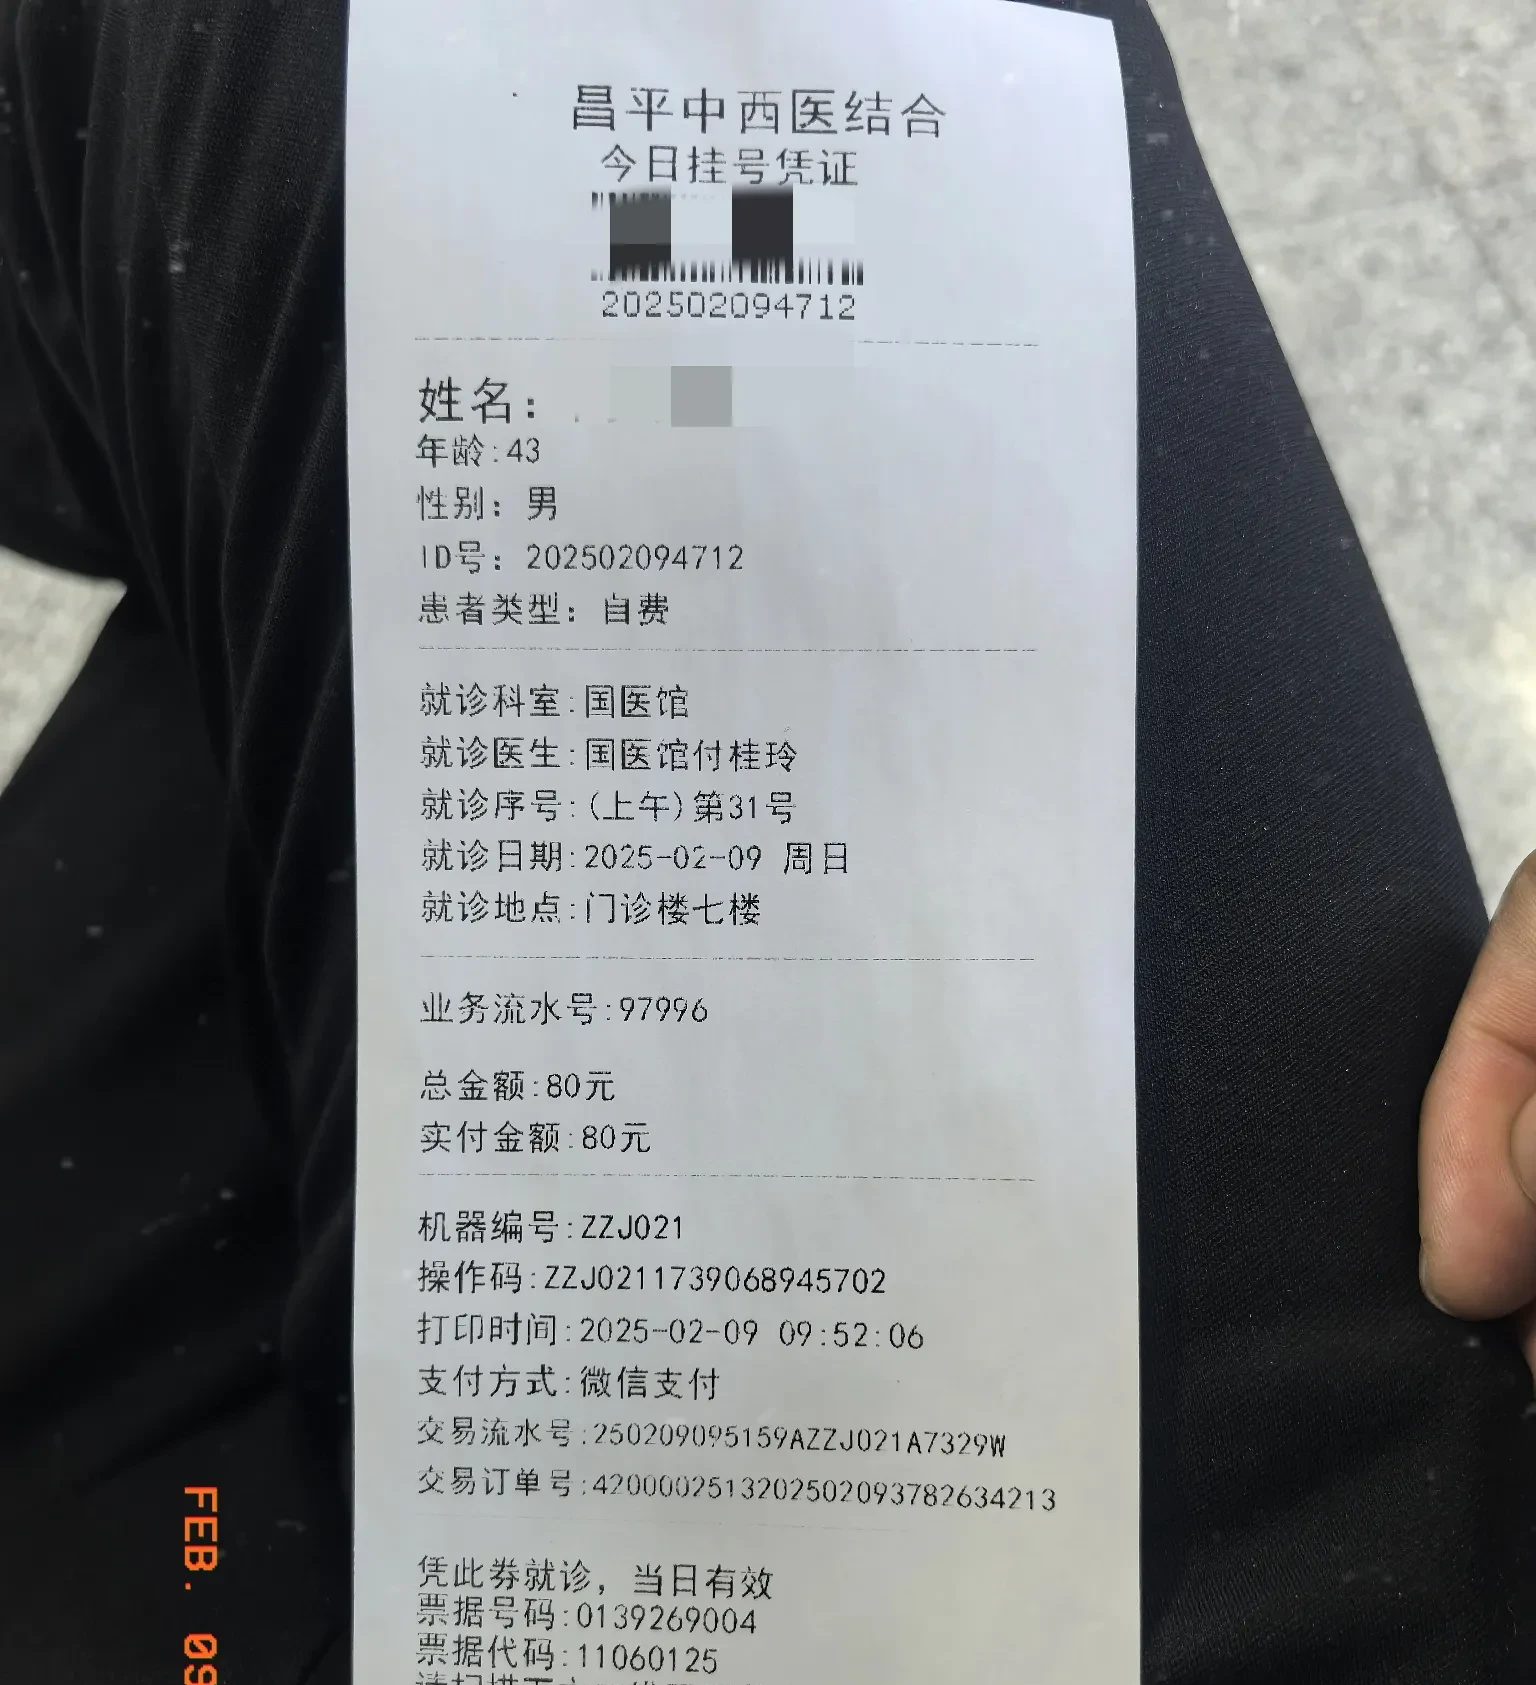 昌平中西医结合
今日挂号凭证
202502094712
姓名:
年龄:43
性别: 男
ID号: 202502094712
患者类型: 自费
就诊科室:国医馆
就诊医生:国医馆付桂玲
就诊序号:(上午)第31号
就诊日期:2025-02-09 周日
就诊地点:门诊楼七楼
业务流水号:97996
总金额:80元
实付金额:80元
机器编号:ZZJ021
操作码:ZZJ0211739068945702
打印时间:2025-02-09 09:52:06
支付方式:微信支付
交易流水号:250209095159AZZJ021A7329W
交易订单号:4200002513202502093782634213
凭此券就诊,当日有效
票据号码:0139269004
票据代码:11060125
FEB. 09